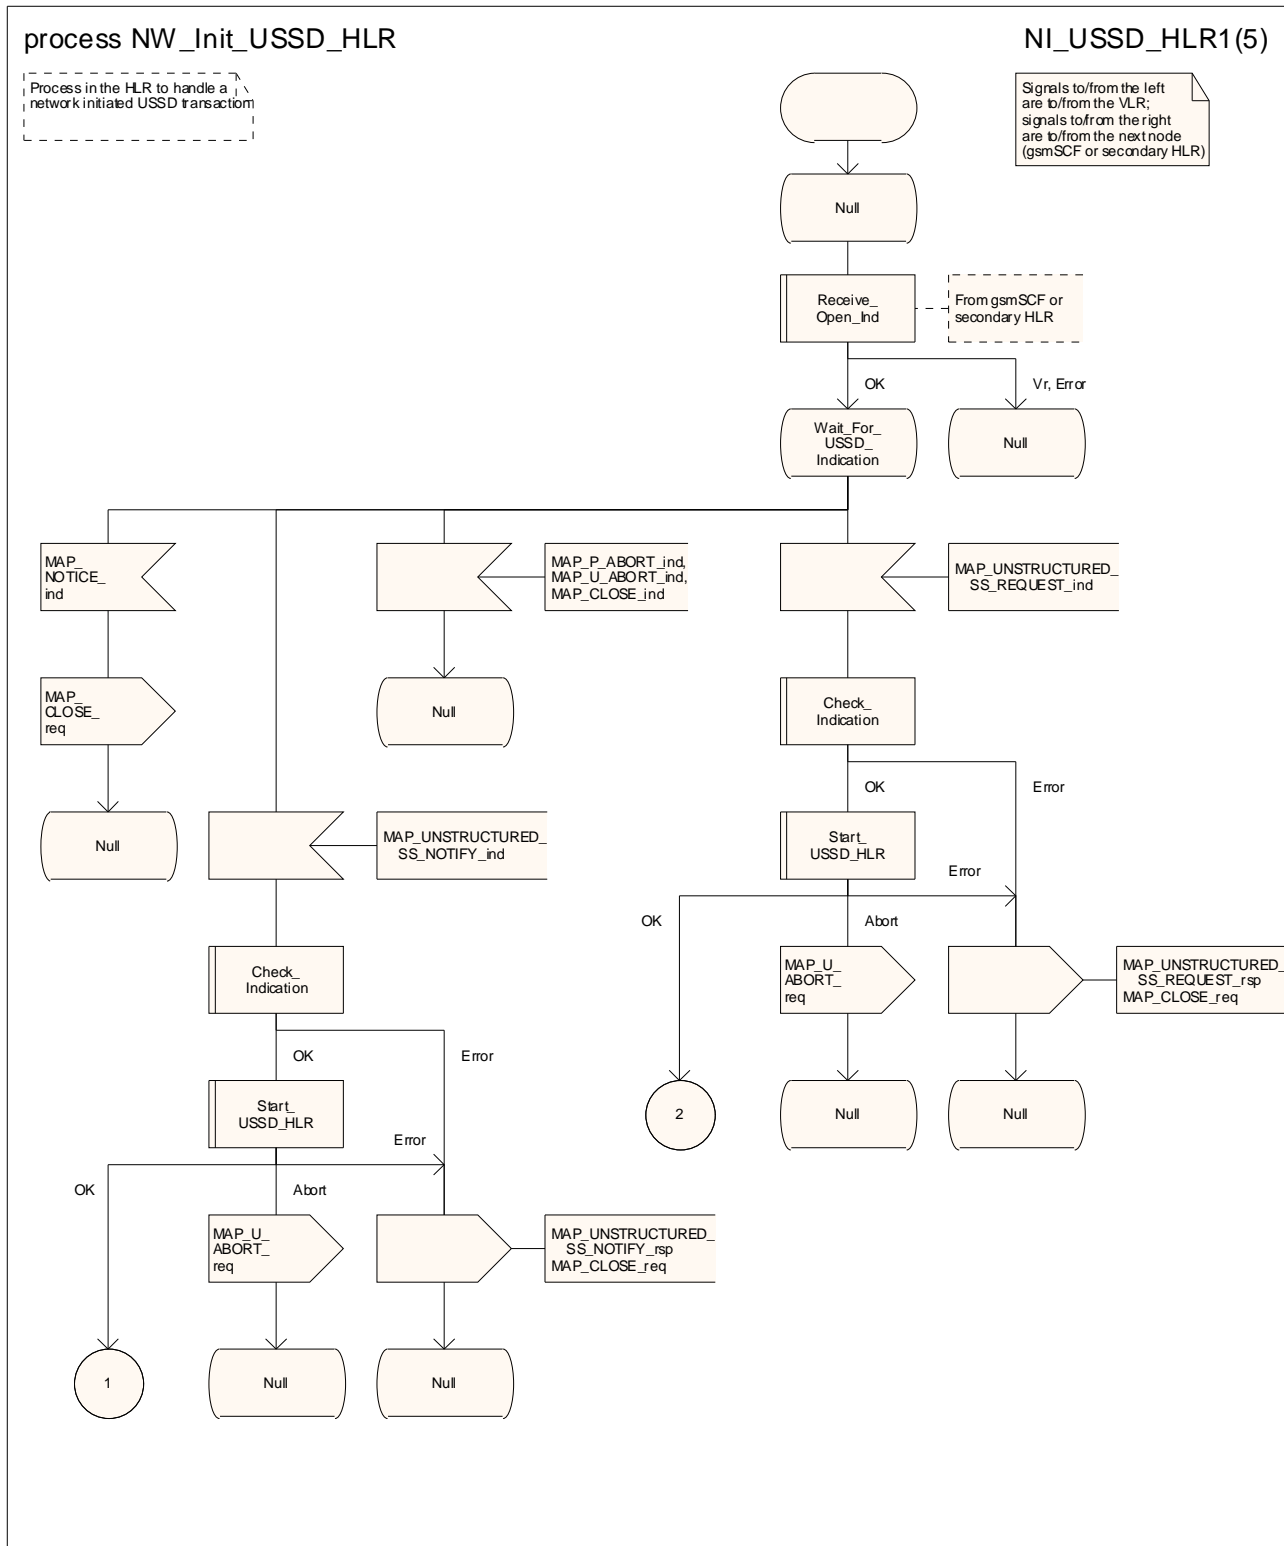 process NW_Init_USSD_HLR
NI_USSD_HLR1(5)
Process in the HLR to handle a
network initiated USSD transaction
Signals to/from the left
are to/from the VLR;
signals to/from the right
are to/from the next node
(gsmSCF or secondary HLR)
Null
Receive_
Open_Ind
From gsmSCF or
secondary HLR
OK
Vr, Error
Wait_For_
USSD_
Indication
Null
MAP_
NOTICE_
ind
MAP_P_ABORT_ind,
MAP_U_ABORT_ind,
MAP_CLOSE_ind
MAP_UNSTRUCTURED_
SS_REQUEST_ind
MAP_
CLOSE_
req
Null
Check_
Indication
OK
Error
Null
MAP_UNSTRUCTURED_
SS_NOTIFY_ind
Start_
USSD_HLR
Error
OK
Abort
Check_
Indication
MAP_U_
ABORT_
req
MAP_UNSTRUCTURED_
SS_REQUEST_rsp
MAP_CLOSE_req
OK
Error
Start_
USSD_HLR
2
Null
Null
Error
OK
Abort
MAP_U_
ABORT_
req
MAP_UNSTRUCTURED_
SS_NOTIFY_rsp
MAP_CLOSE_req
1
Null
Null